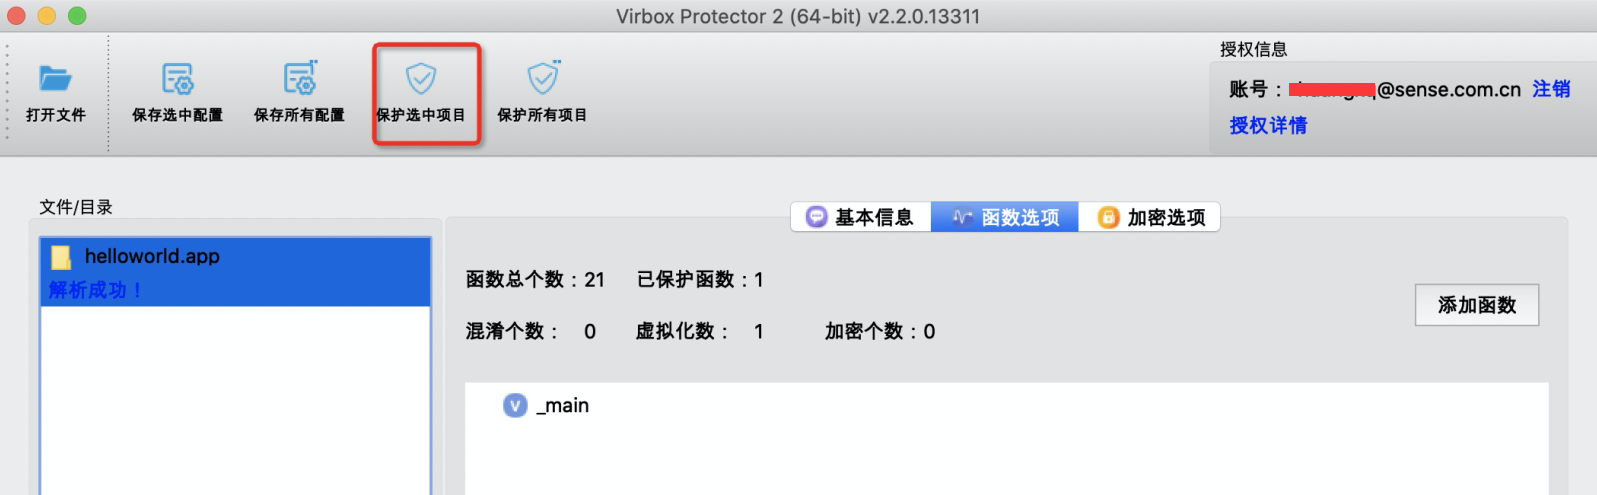 Virbox Protector 2 (64-bit) v2.2.0.13311
打开文件
保存选中配置
保存所有配置
保护选中项目
保护所有项目
授权信息
账号：@sense.com.cn 注销
授权详情
文件/目录
helloworld.app
解析成功！
基本信息
函数选项
加密选项
函数总个数：21 已保护函数：1
混淆个数： 0 虚拟化数： 1 加密个数：0
添加函数
V _main